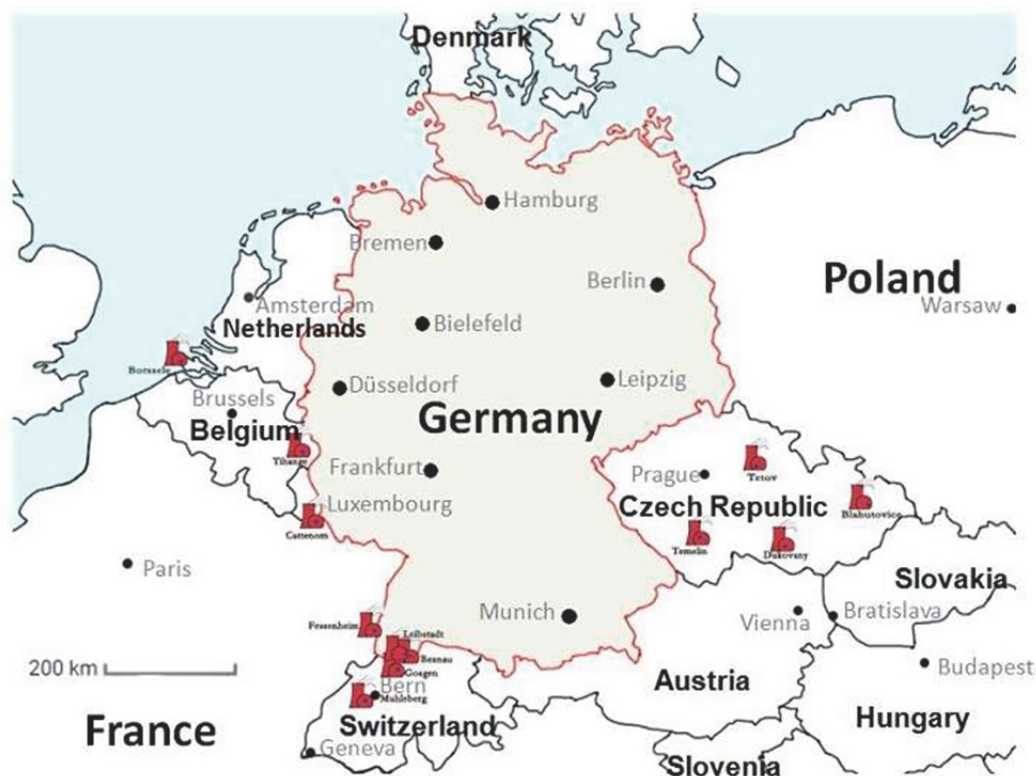 Denmark
Hamburg
Bremen
Berlin
Poland
Amsterdam
Warsaw
Netherlands
Bielefeld
Borssele
Leipzig
Düsseldorf
Brussels
Germany
Belgium
Tihange
Frankfurt
Prague
Tetov
Luxembourg
Czech Republic
Blahutovice
Cattenom
Temelin
Dukovany
Paris
Slovakia
Munich
Vienna
Bratislava
Fessenheim
Leibstadt
Beznau
200 km
Gosgen
Budapest
Bern
Muhleberg
Austria
France
Switzerland
Hungary
Geneva
Slovenia